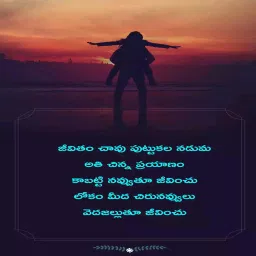 జీవితం చావు పుట్టుకల నడుమ
అతి చిన్న ప్రయాణం
కాబట్టి నవ్వుతూ జీవించు
లోకం మీద చిరునవ్వులు
వెదజల్లుతూ జీవించు